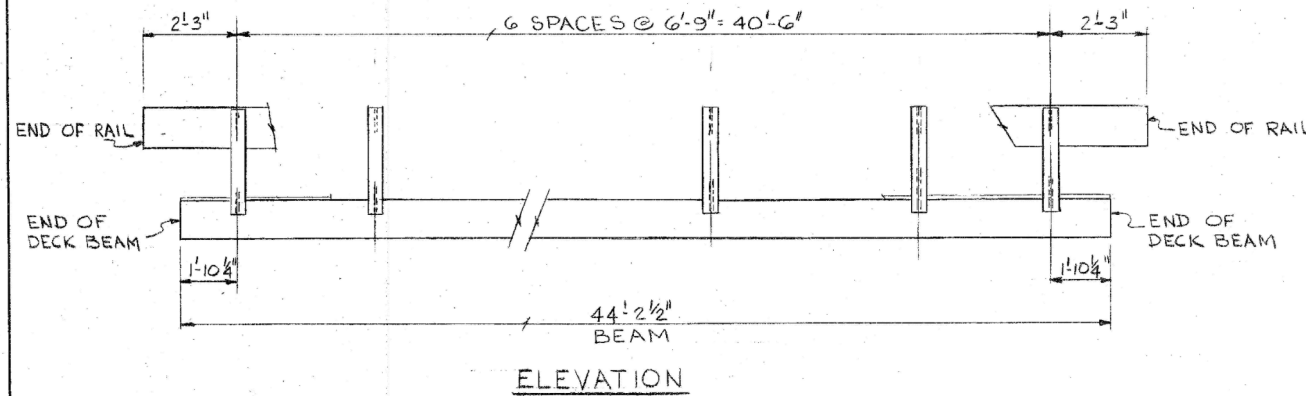 2'-3"
6 SPACES @ 6'-9" = 40'-6"
2'-3"
END OF RAIL
END OF RAIL
END OF
DECK BEAM
END OF
DECK BEAM
1'-10¼"
1'-10¼"
44'-2½"
BEAM
ELEVATION